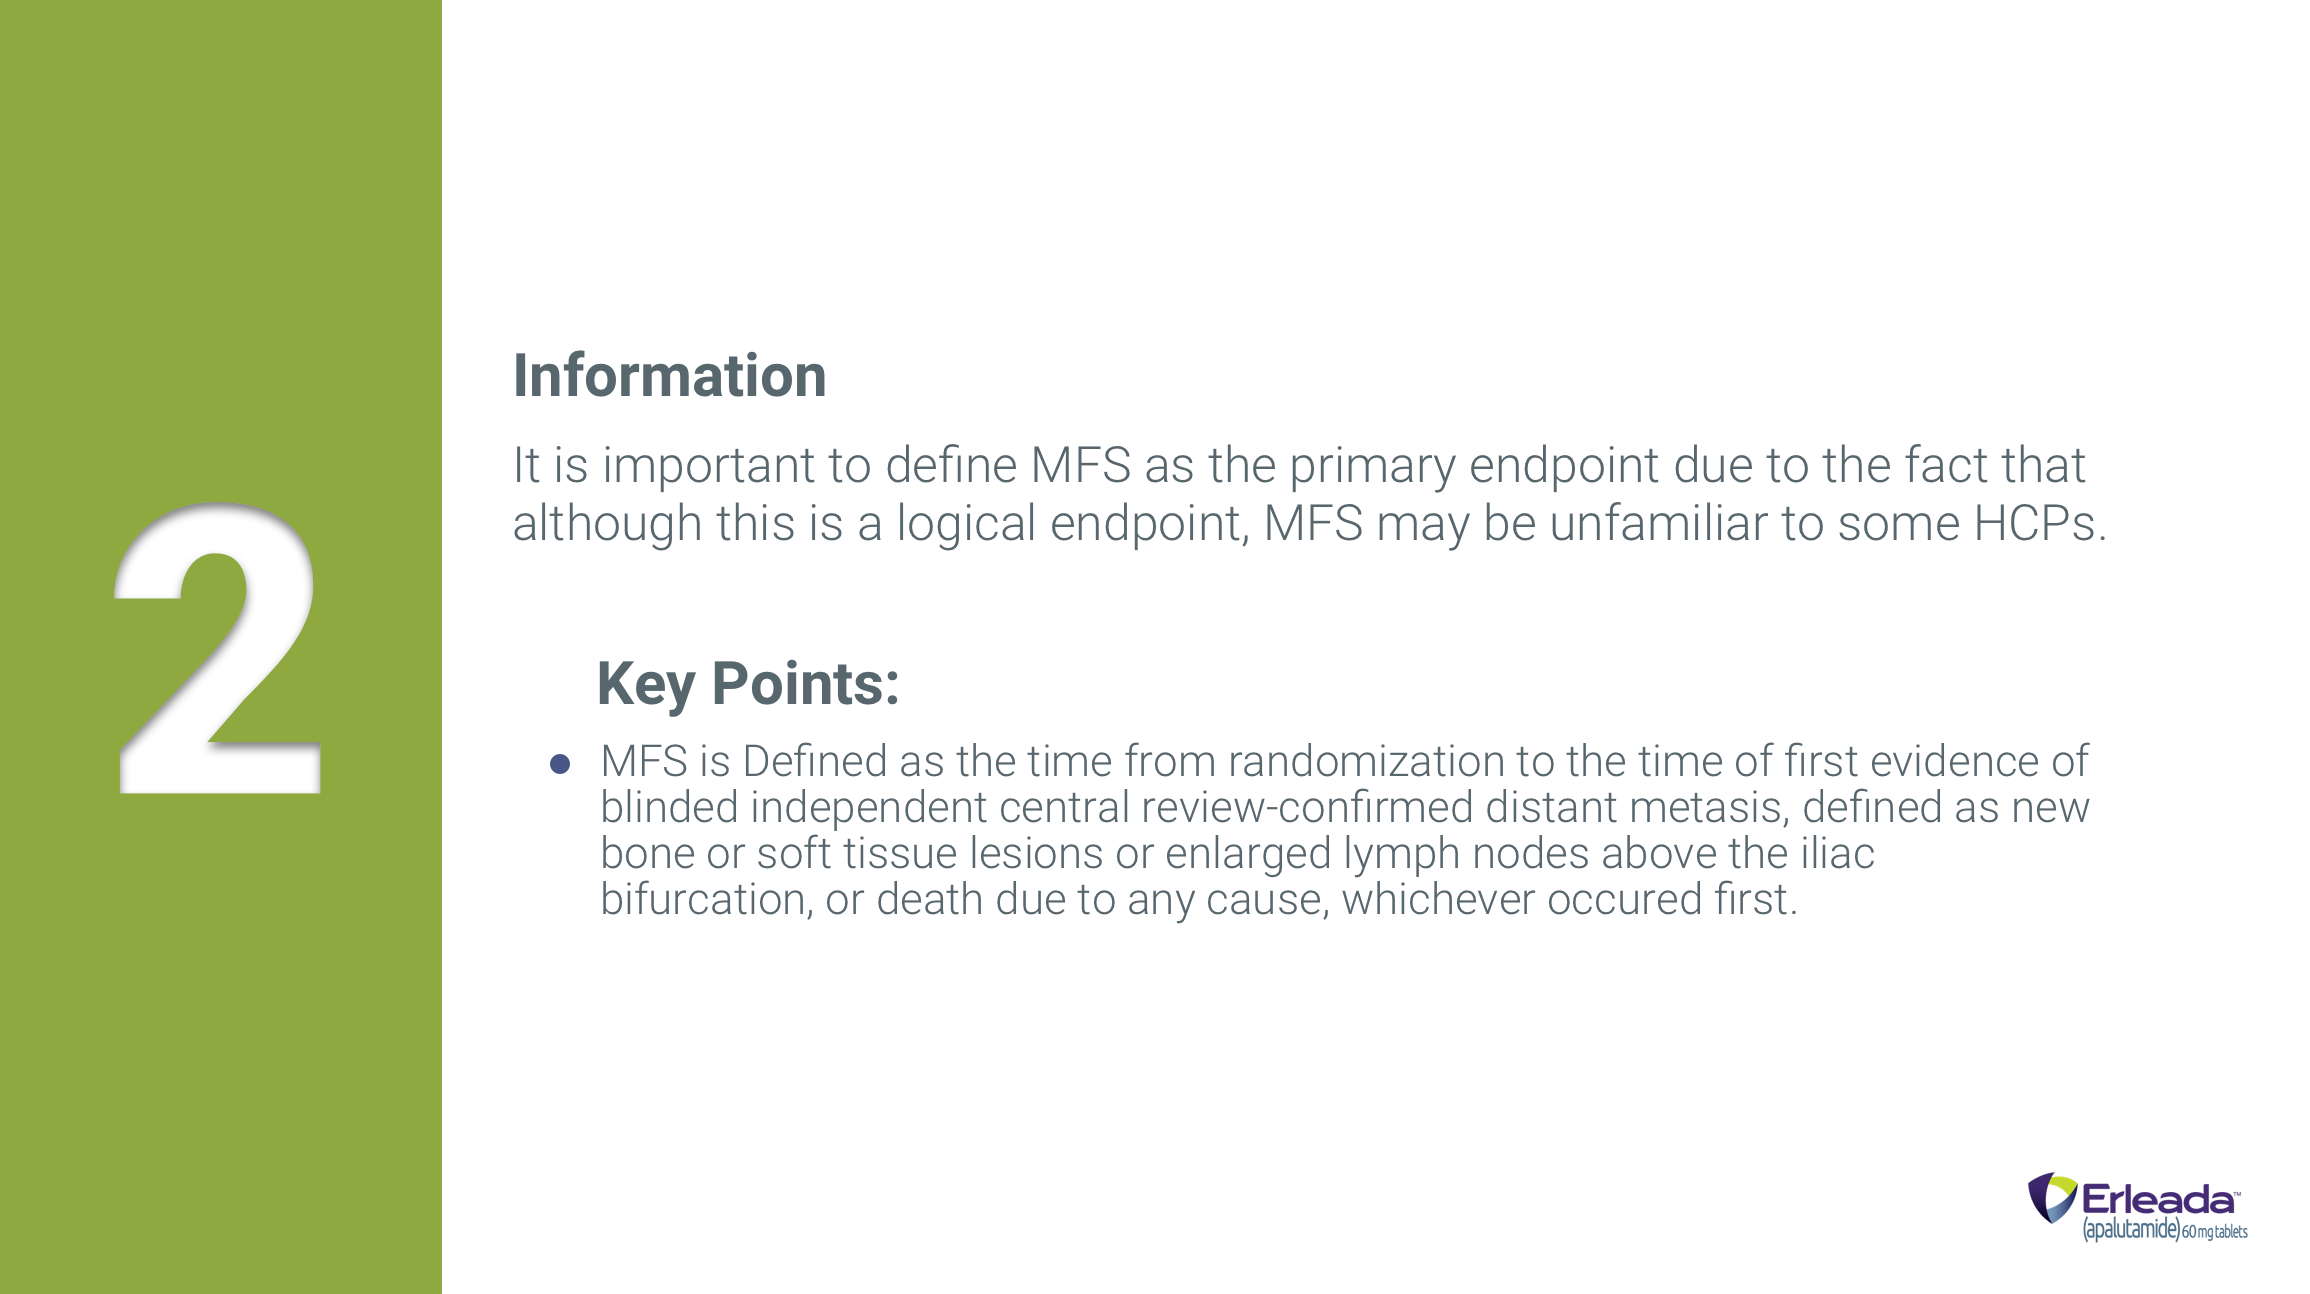 2
Information
It is important to define MFS as the primary endpoint due to the fact that
although this is a logical endpoint, MFS may be unfamiliar to some HCPs.
Key Points:
● MFS is Defined as the time from randomization to the time of first evidence of
blinded independent central review-confirmed distant metasis, defined as new
bone or soft tissue lesions or enlarged lymph nodes above the iliac
bifurcation, or death due to any cause, whichever occured first.
Erleada™
(apalutamide) 60 mg tablets